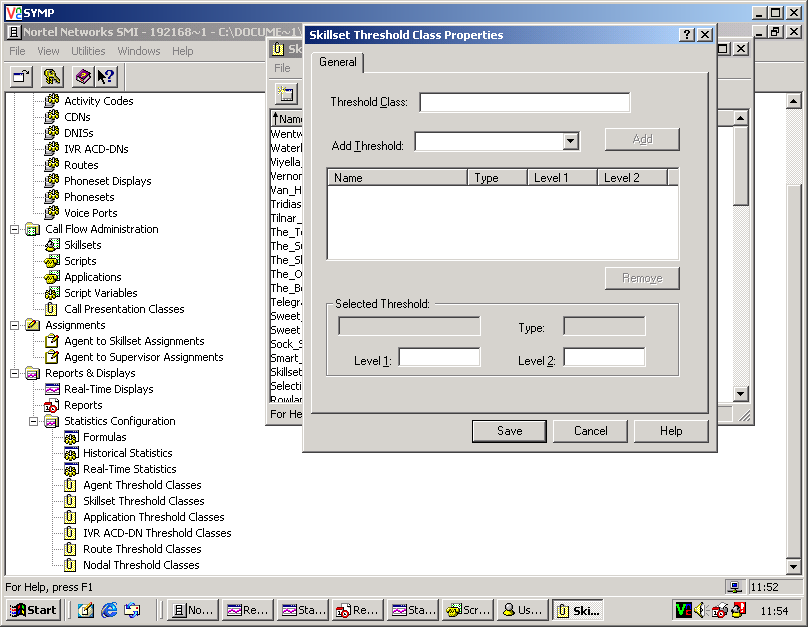 SYMP
Nortel Networks SMI - 192168~1 - C:\DOCUME~1\
File View Utilities Windows Help
Activity Codes
CDNs
DNISs
IVR ACD-DNs
Routes
Phoneset Displays
Phonesets
Voice Ports
Call Flow Administration
Skillsets
Scripts
Applications
Script Variables
Call Presentation Classes
Assignments
Agent to Skillset Assignments
Agent to Supervisor Assignments
Reports & Displays
Real-Time Displays
Reports
Statistics Configuration
Formulas
Historical Statistics
Real-Time Statistics
Agent Threshold Classes
Skillset Threshold Classes
Application Threshold Classes
IVR ACD-DN Threshold Classes
Route Threshold Classes
Nodal Threshold Classes
Sk
File
Name
Wentw
Waterl
Viyella_
Vernor
Van_H
Tridias
Tilnar_
The_Te
The_Su
The_Sl
The_O
The_Be
Telegra
Sweet_
Sweet
Sock_S
Smart_
Skillset
Selecti
Rowlar
For He
Skillset Threshold Class Properties
General
Threshold Class:
Add Threshold:
Add
Name Type Level 1 Level 2
Remove
Selected Threshold:
Type:
Level 1:
Level 2:
Save Cancel Help
For Help, press F1
11:52
Start No... Re... Sta... Re... Sta... Scr... Us... Ski... 11:54